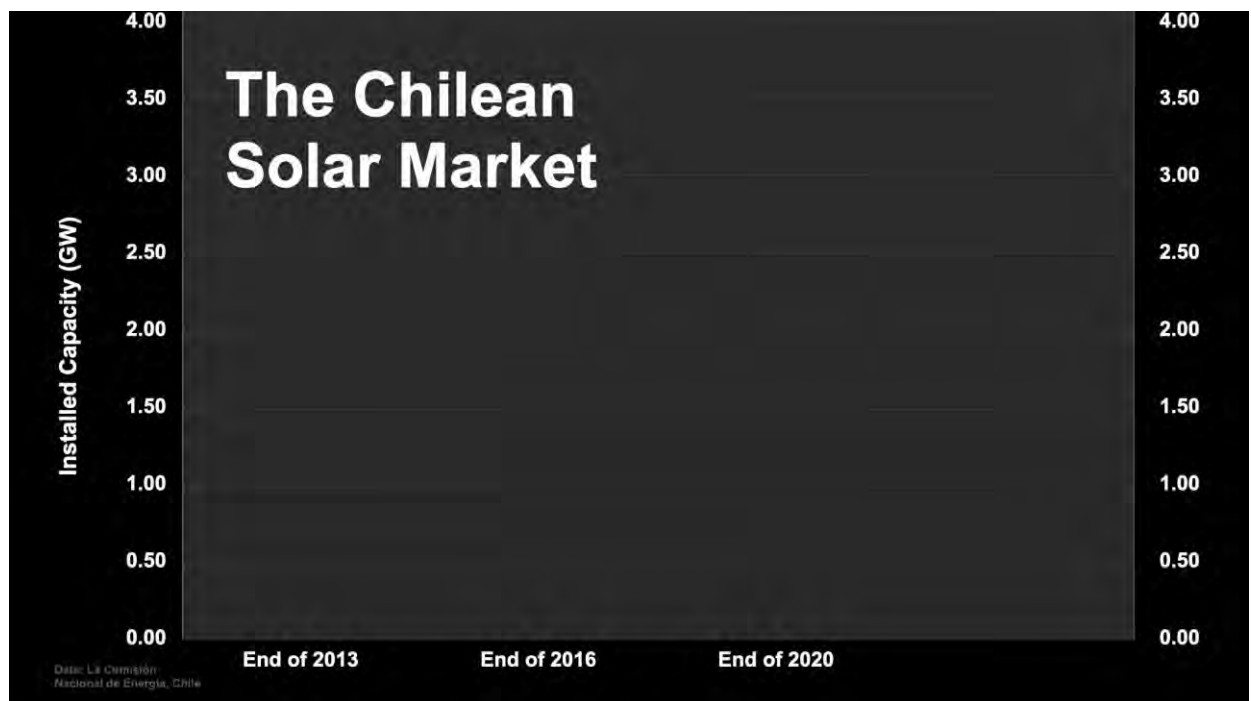 The Chilean
Solar Market
Installed Capacity (GW)
4.00
3.50
3.00
2.50
2.00
1.50
1.00
0.50
0.00
4.00
3.50
3.00
2.50
2.00
1.50
1.00
0.50
0.00
End of 2013
End of 2016
End of 2020
Data: La Comisión
Nacional de Energía, Chile